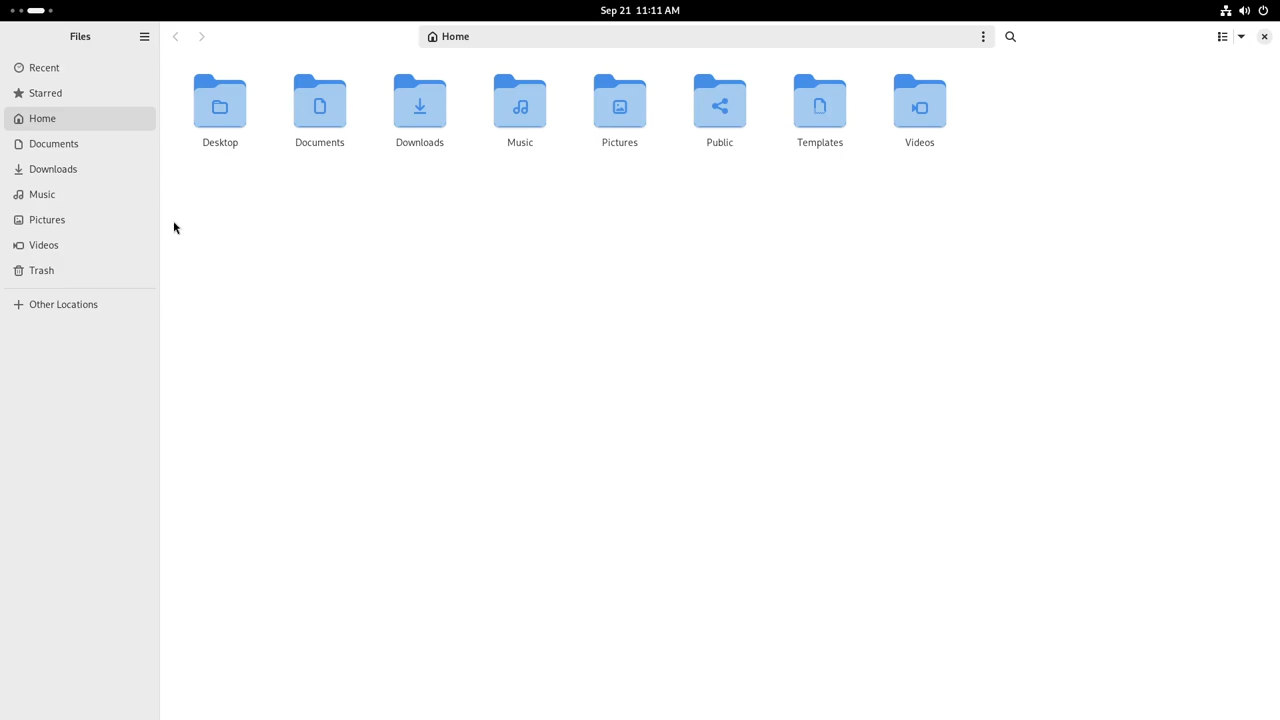 Sep 21 11:11 AM
Files
Home
Recent
Starred
Home
Documents
Downloads
Music
Pictures
Videos
Trash
Other Locations
Desktop
Documents
Downloads
Music
Pictures
Public
Templates
Videos